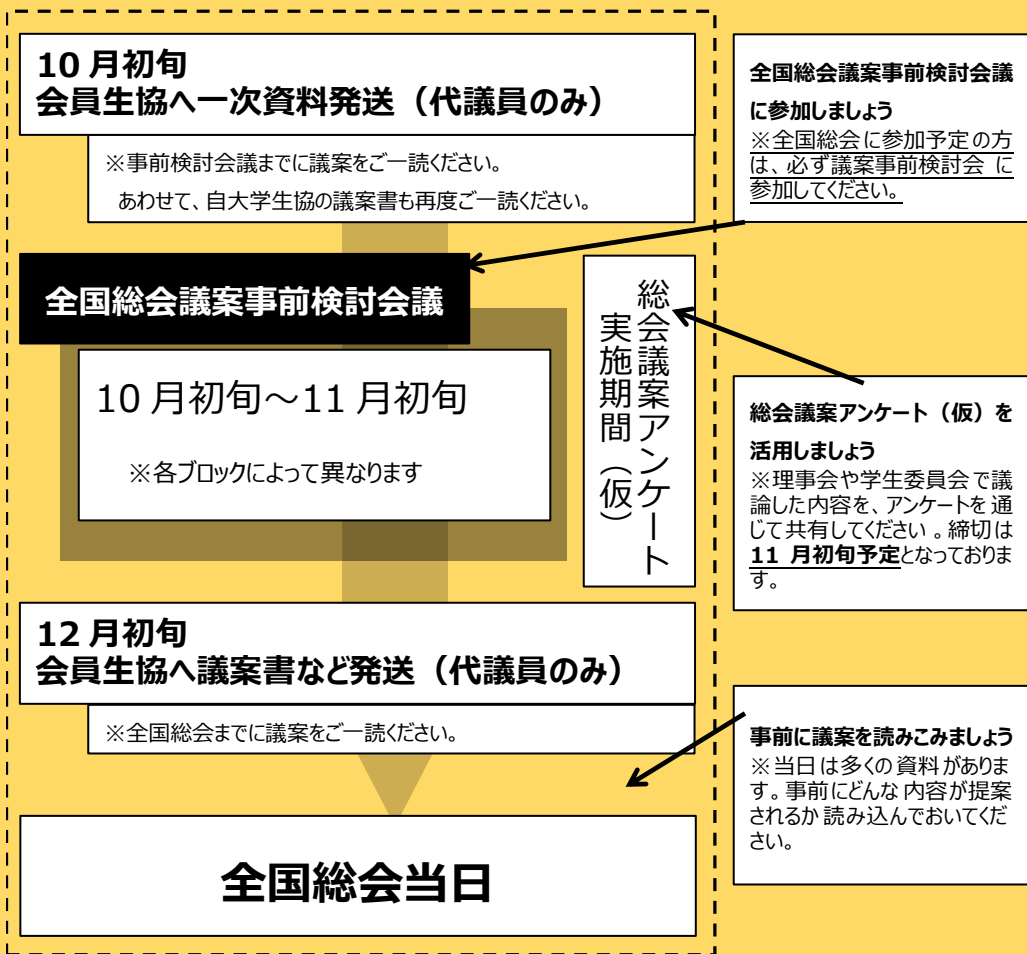 10 月初旬
会員生協へ一次資料発送（代議員のみ）
※事前検討会議までに議案をご一読ください。
あわせて、自大学生協の議案書も再度ご一読ください。
全国総会議案事前検討会議
10 月初旬～11 月初旬
※各ブロックによって異なります
総会議案アンケート
実施期間（仮）
12 月初旬
会員生協へ議案書など発送（代議員のみ）
※全国総会までに議案をご一読ください。
全国総会当日
全国総会議案事前検討会議
に参加しましょう
※全国総会に参加予定の方
は、必ず議案事前検討会 に
参加してください。
総会議案アンケート（仮）を
活用しましょう
※理事会や学生委員会で議
論した内容を、アンケートを通
じて共有してください 。締切は
11 月初旬予定となっておりま
す。
事前に議案を読みこみましょう
※当日は多くの資料がありま
す。事前にどんな内容が提案
されるか 読み込んでおいてくだ
さい。